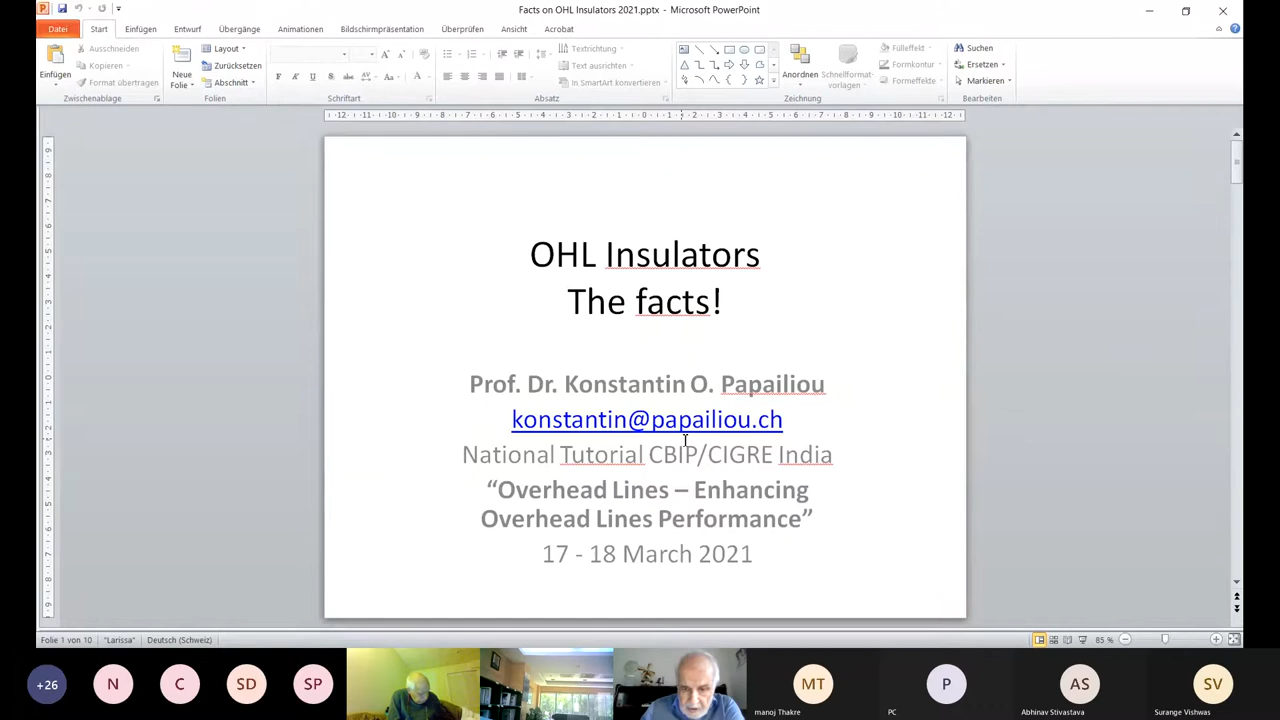 Facts on OHL Insulators 2021.pptx - Microsoft PowerPoint
Datei Start Einfügen Entwurf Übergänge Animationen Bildschirmpräsentation Überprüfen Ansicht Acrobat
Einfügen
Ausschneiden
Kopieren
Format übertragen
Zwischenablage
Neue Folie
Layout
Zurücksetzen
Abschnitt
Folien
Schriftart
Textrichtung
Text ausrichten
In SmartArt konvertieren
Absatz
Anordnen
Schnellformat-
vorlagen
Fülleffekt
Formkontur
Formeffekte
Zeichnung
Suchen
Ersetzen
Markieren
Bearbeiten
OHL Insulators
The facts!
Prof. Dr. Konstantin O. Papailiou
konstantin@papailiou.ch
National Tutorial CBIP/CIGRE India
“Overhead Lines – Enhancing
Overhead Lines Performance”
17 - 18 March 2021
Folie 1 von 10 "Larissa" Deutsch (Schweiz) 85 %
+26 N C SD SP MT P AS SV
manoj Thakre PC Abhinav Stivastava Surange Vishwas